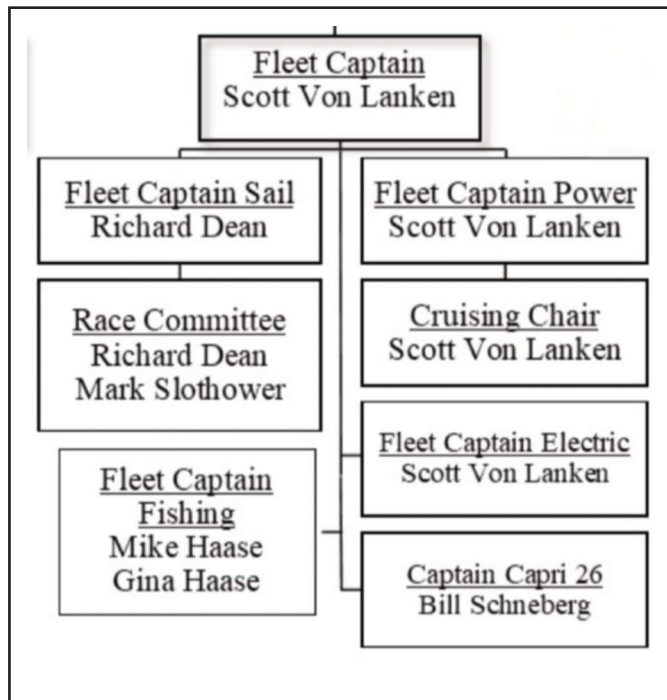 Fleet Captain
Scott Von Lanken
Fleet Captain Sail
Richard Dean
Fleet Captain Power
Scott Von Lanken
Race Committee
Richard Dean
Mark Slothower
Cruising Chair
Scott Von Lanken
Fleet Captain Electric
Scott Von Lanken
Fleet Captain
Fishing
Mike Haase
Gina Haase
Captain Capri 26
Bill Schneberg